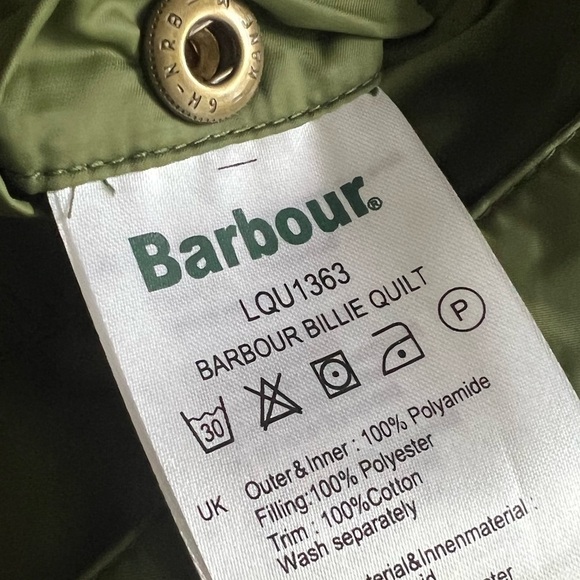 Barbour®
LQU1363
BARBOUR BILLIE QUILT
30
P
UK
Outer&Inner : 100% Polyamide
Filling:100% Polyester
Trim : 100%Cotton
Wash separately